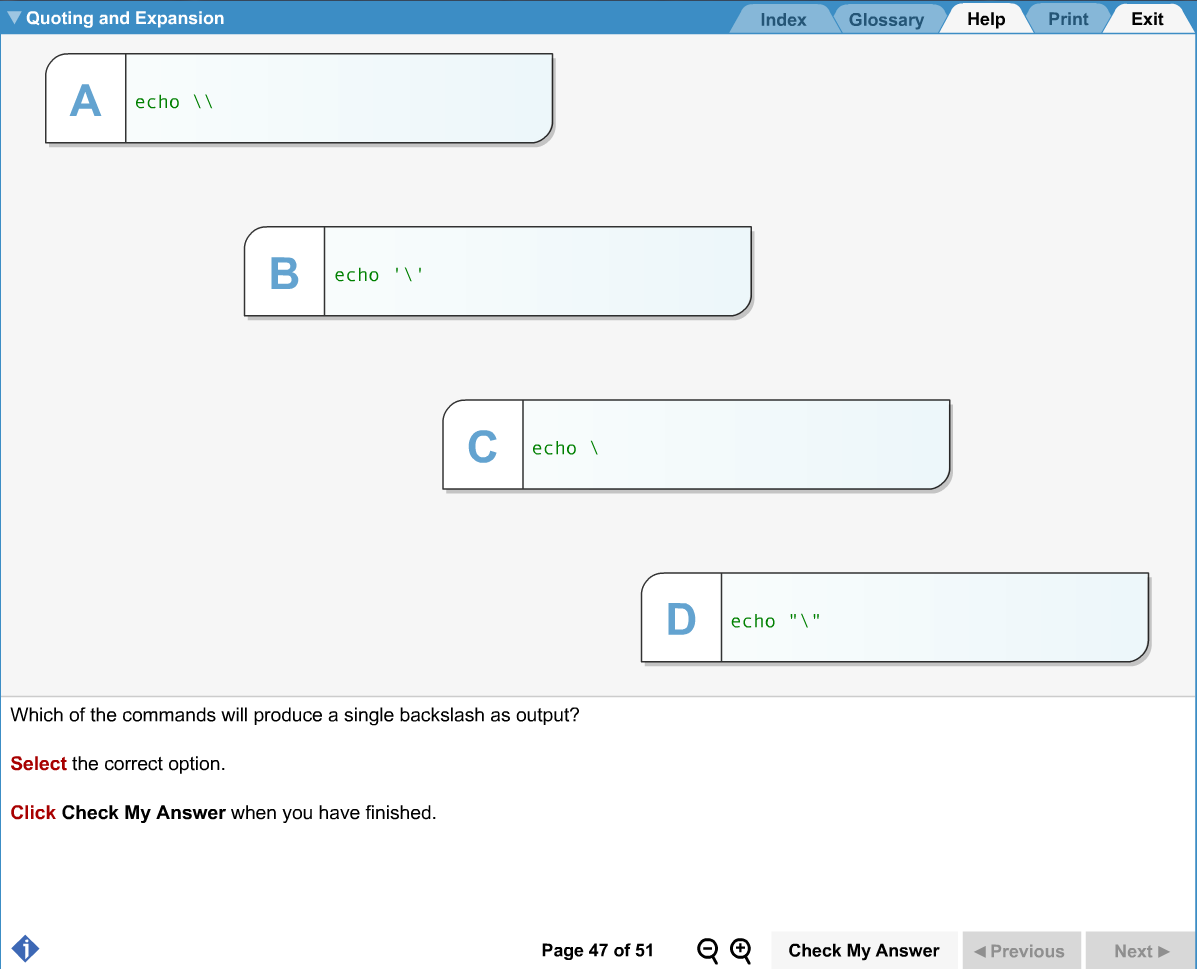 Quoting and Expansion
Index
Glossary
Help
Print
Exit
A
echo \\
B
echo '\'
C
echo \
D
echo "\"
Which of the commands will produce a single backslash as output?
Select the correct option.
Click Check My Answer when you have finished.
i
Page 47 of 51
Check My Answer
Previous
Next